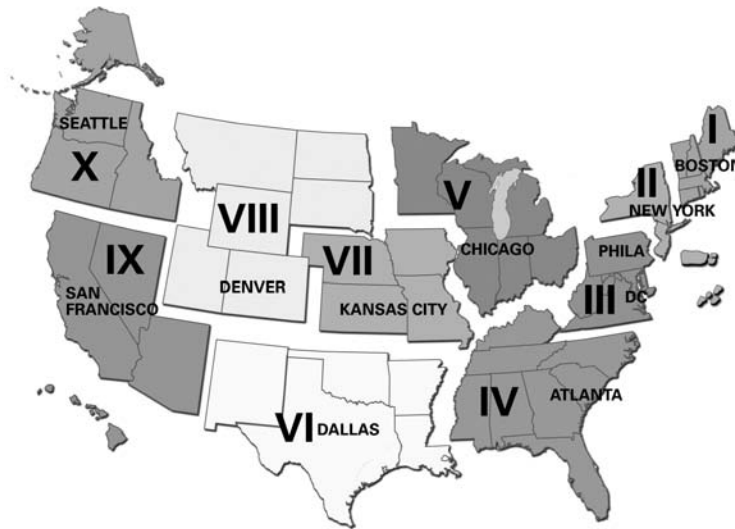 SEATTLE
X
VIII
V
I
BOSTON
II
NEW YORK
IX
VII
CHICAGO
PHILA
SAN
FRANCISCO
DENVER
KANSAS CITY
III
DC
IV
ATLANTA
VI DALLAS